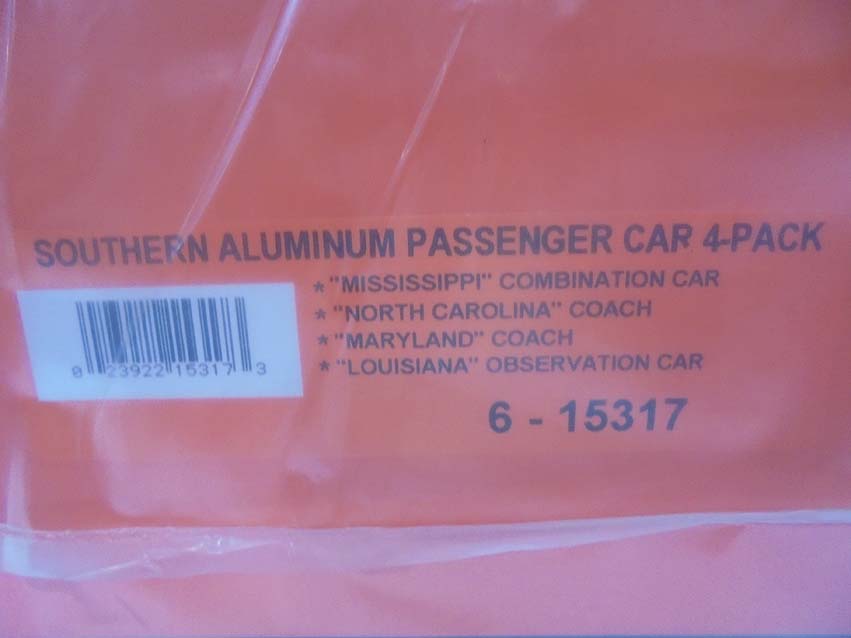 SOUTHERN ALUMINUM PASSENGER CAR 4-PACK
* "MISSISSIPPI" COMBINATION CAR
* "NORTH CAROLINA" COACH
* "MARYLAND" COACH
* "LOUISIANA" OBSERVATION CAR
0 23922 15317 3
6 - 15317